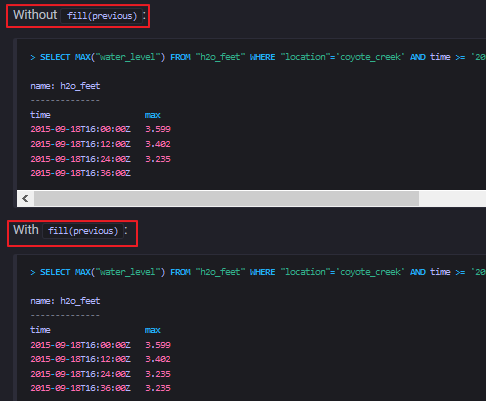 Without fill(previous) :
> SELECT MAX("water_level") FROM "h2o_feet" WHERE "location"='coyote_creek' AND time >= '20
name: h2o_feet
--------------
time max
2015-09-18T16:00:00Z 3.599
2015-09-18T16:12:00Z 3.402
2015-09-18T16:24:00Z 3.235
2015-09-18T16:36:00Z
With fill(previous) :
> SELECT MAX("water_level") FROM "h2o_feet" WHERE "location"='coyote_creek' AND time >= '20
name: h2o_feet
--------------
time max
2015-09-18T16:00:00Z 3.599
2015-09-18T16:12:00Z 3.402
2015-09-18T16:24:00Z 3.235
2015-09-18T16:36:00Z 3.235